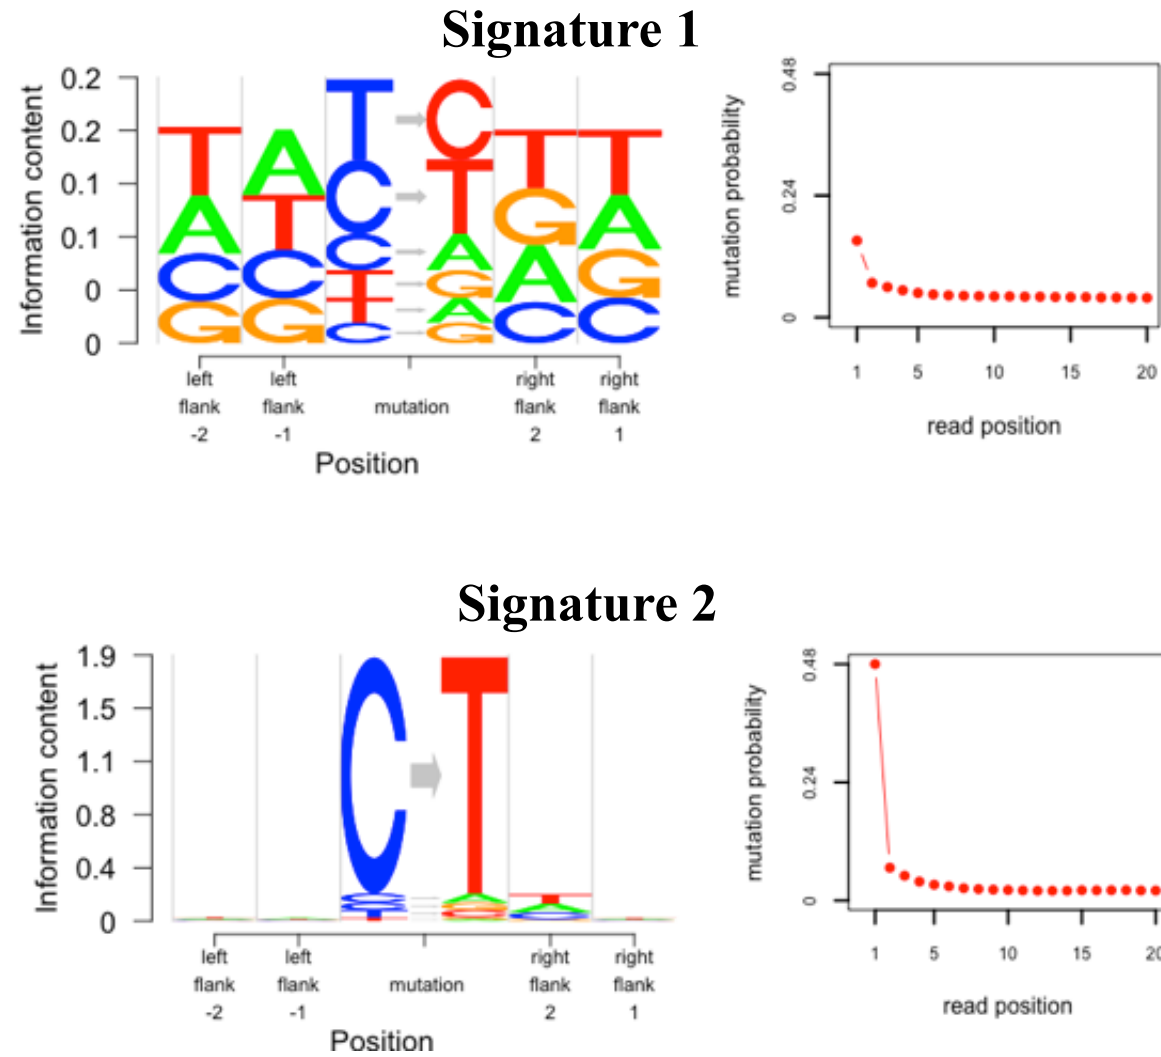 Signature 1
Information content
0.2
0.2
0.1
0.1
0
0
T A T C T T
A T C T G A
C C C A A G
G G T G C C
T A
C G
left left right right
flank flank mutation flank flank
-2 -1 2 1
Position
mutation probability
0.48
0.24
0
1 5 10 15 20
read position
Signature 2
Information content
1.9
1.5
1.1
0.8
0.4
0
C T
left left right right
flank flank mutation flank flank
-2 -1 2 1
Position
mutation probability
0.48
0.24
0
1 5 10 15 20
read position